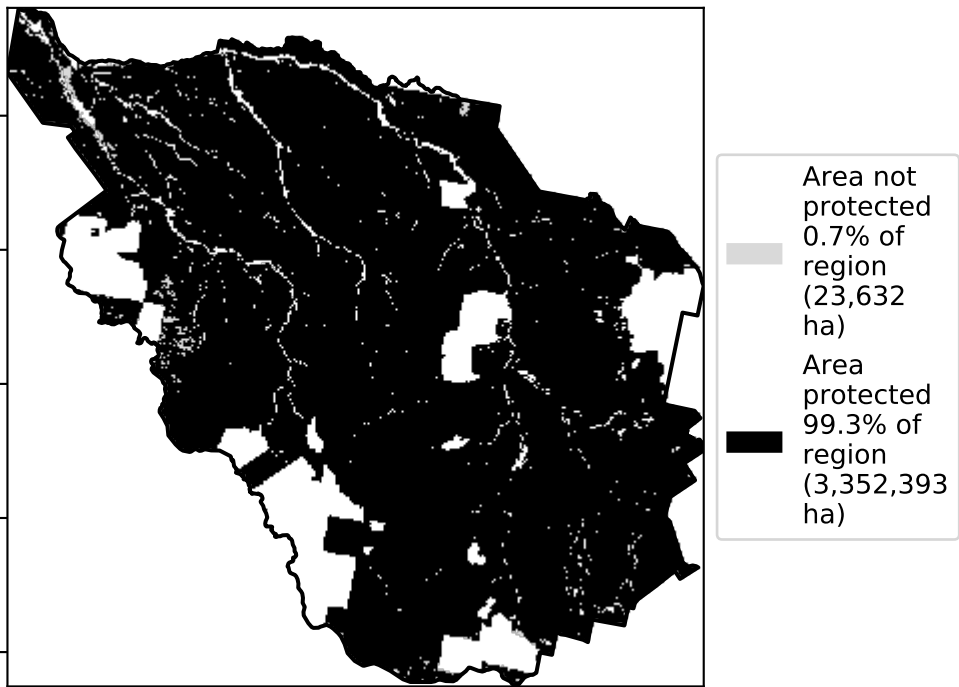 Area not
protected
0.7% of
region
(23,632
ha)
Area
protected
99.3% of
region
(3,352,393
ha)